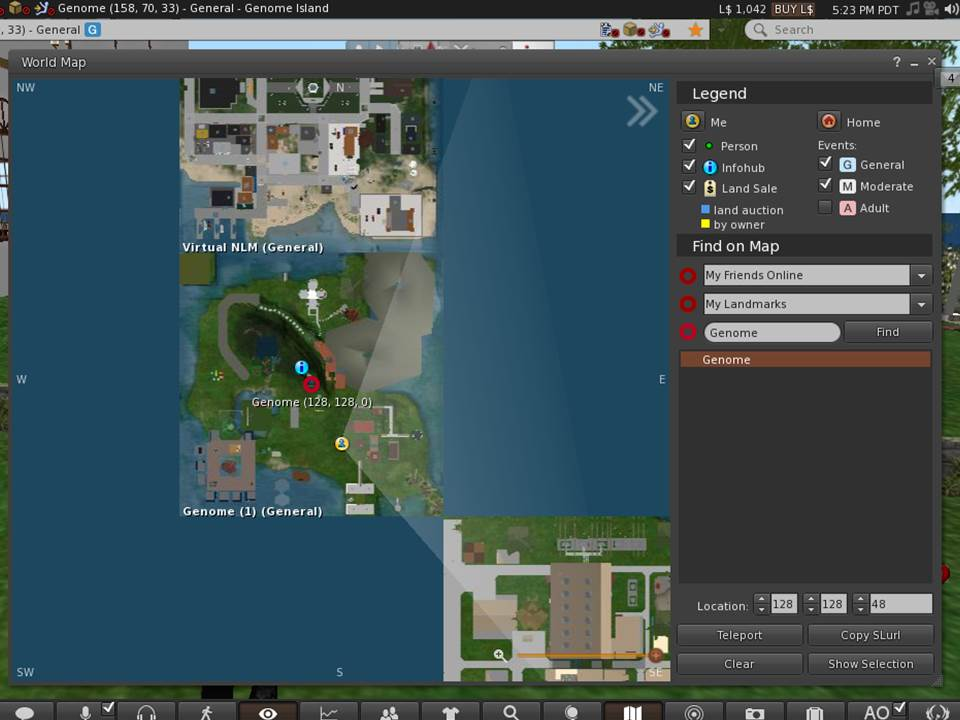 Genome (158, 70, 33) - General - Genome Island
L$ 1,042 BUY L$ 5:23 PM PDT
, 33) - General G
Search
World Map
? _ ×
4
NW N NE
W E
SW S SE
Virtual NLM (General)
Genome (128, 128, 0)
Genome (1) (General)
Legend
Me Home
Person Events:
Infohub G General
Land Sale M Moderate
land auction A Adult
by owner
Find on Map
My Friends Online
My Landmarks
Genome Find
Genome
Location: 128 128 48
Teleport Copy SLurl
Clear Show Selection
AO